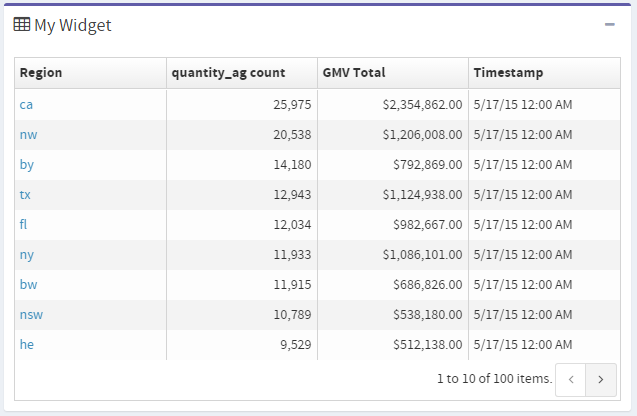 My Widget
Region quantity_ag count GMV Total Timestamp
ca 25,975 $2,354,862.00 5/17/15 12:00 AM
nw 20,538 $1,206,008.00 5/17/15 12:00 AM
by 14,180 $792,869.00 5/17/15 12:00 AM
tx 12,943 $1,124,938.00 5/17/15 12:00 AM
fl 12,034 $982,667.00 5/17/15 12:00 AM
ny 11,933 $1,086,101.00 5/17/15 12:00 AM
bw 11,915 $686,826.00 5/17/15 12:00 AM
nsw 10,789 $538,180.00 5/17/15 12:00 AM
he 9,529 $512,138.00 5/17/15 12:00 AM
1 to 10 of 100 items.